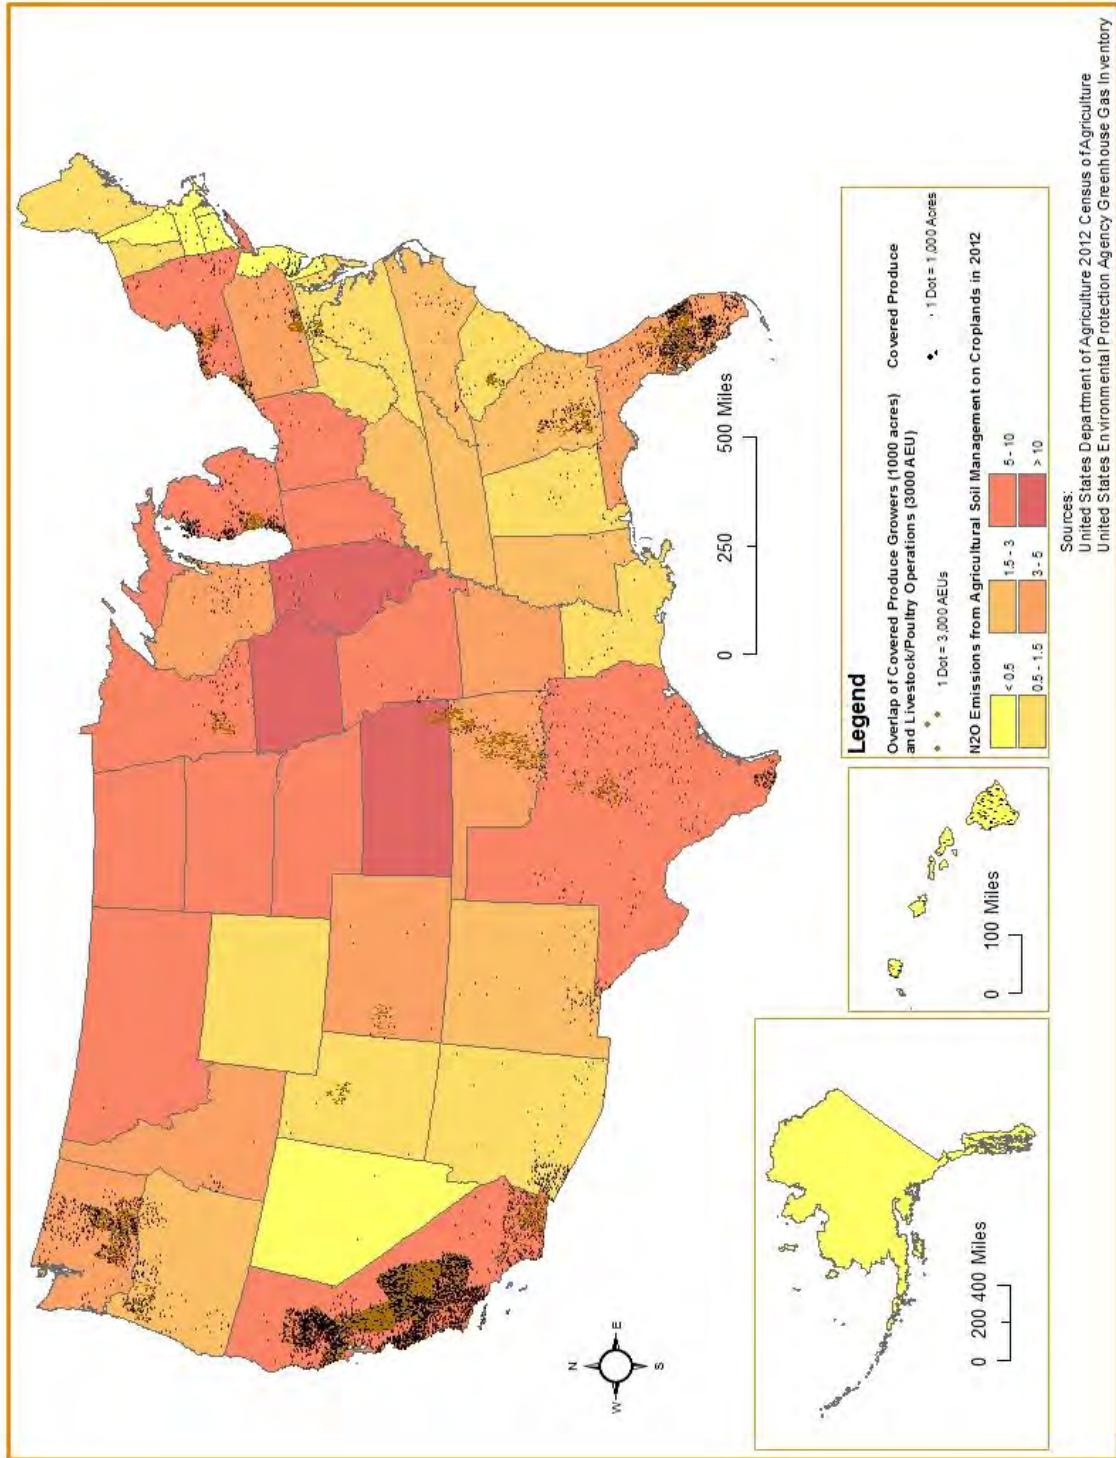 N
W
E
S
0
250
500 Miles
0 200 400 Miles
0
100 Miles
Legend
Overlap of Covered Produce Growers (1000 acres)
and Livestock/Poultry Operations (3000 AEU)
1 Dot = 3,000 AEUs
Covered Produce
1 Dot = 1,000 Acres
N2O Emissions from Agricultural Soil Management on Croplands in 2012
< 0.5
0.5 - 1.5
1.5 - 3
3 - 5
5 - 10
> 10
Sources:
United States Department of Agriculture 2012 Census of Agriculture
United States Environmental Protection Agency Greenhouse Gas Inventory